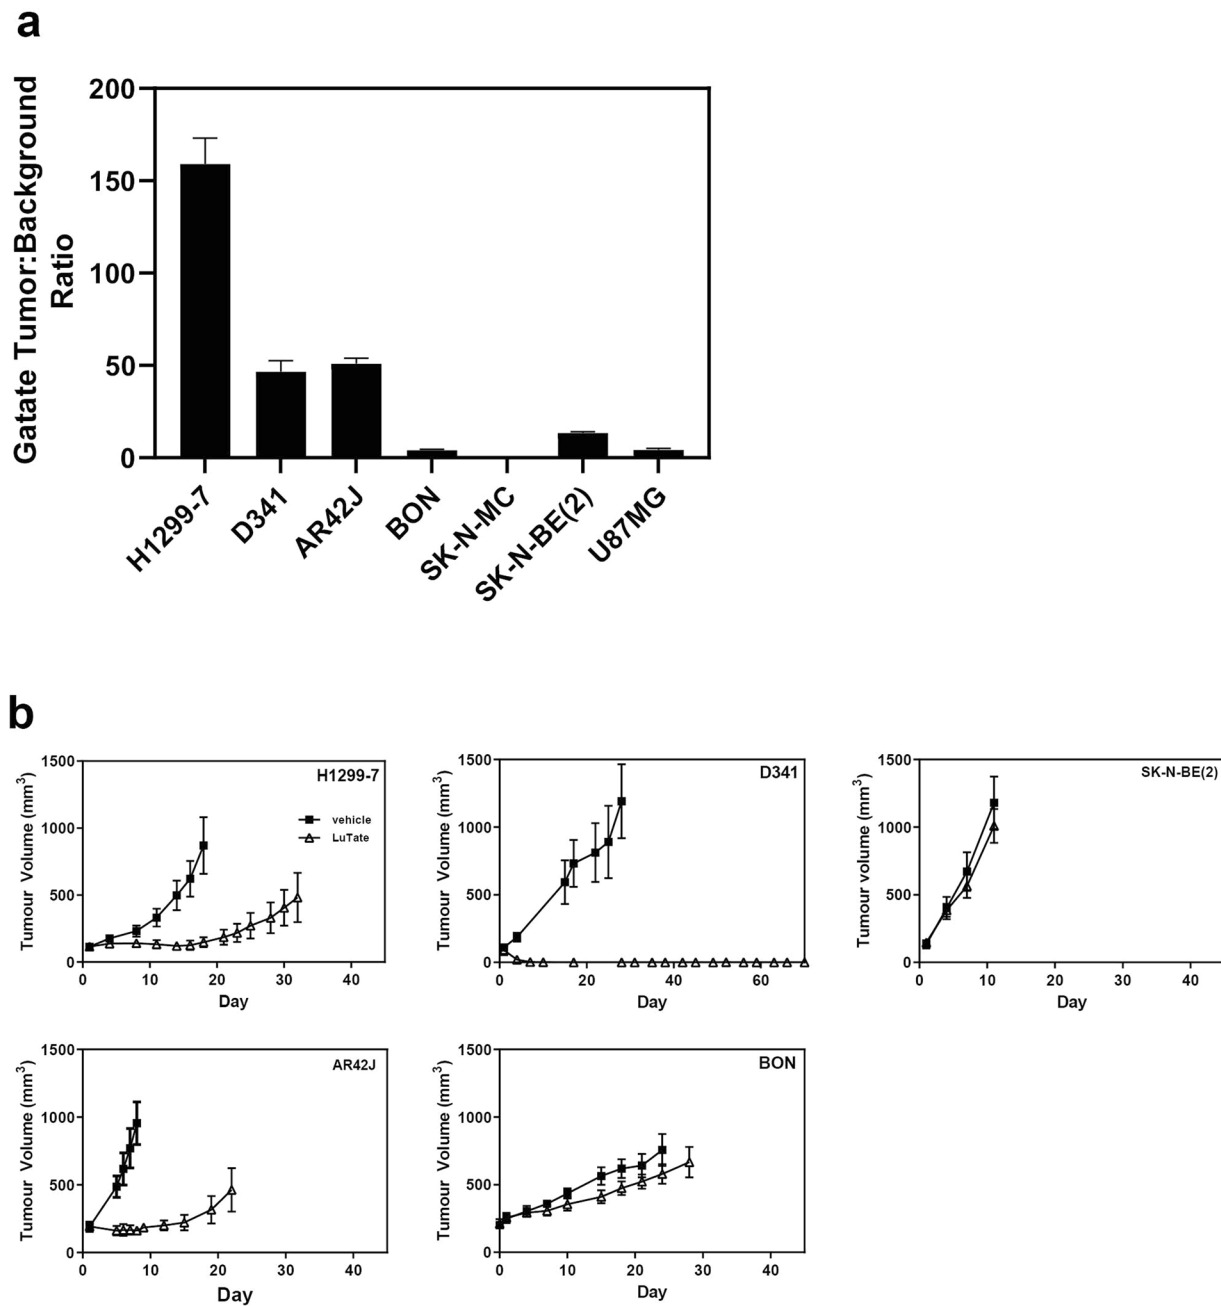 a
Gatate Tumor:Background
Ratio
200
150
100
50
0
H1299-7
D341
AR42J
BON
SK-N-MC
SK-N-BE(2)
U87MG
b
Tumour Volume (mm3)
1500
1000
500
0
H1299-7
vehicle
LuTate
0 10 20 30 40
Day
Tumour Volume (mm3)
1500
1000
500
0
D341
0 20 40 60
Day
Tumour volume (mm3)
1500
1000
500
0
SK-N-BE(2)
0 10 20 30 40
Day
Tumour Volume (mm3)
1500
1000
500
0
AR42J
0 10 20 30 40
Day
Tumour Volume (mm3)
1500
1000
500
0
BON
0 10 20 30 40
Day